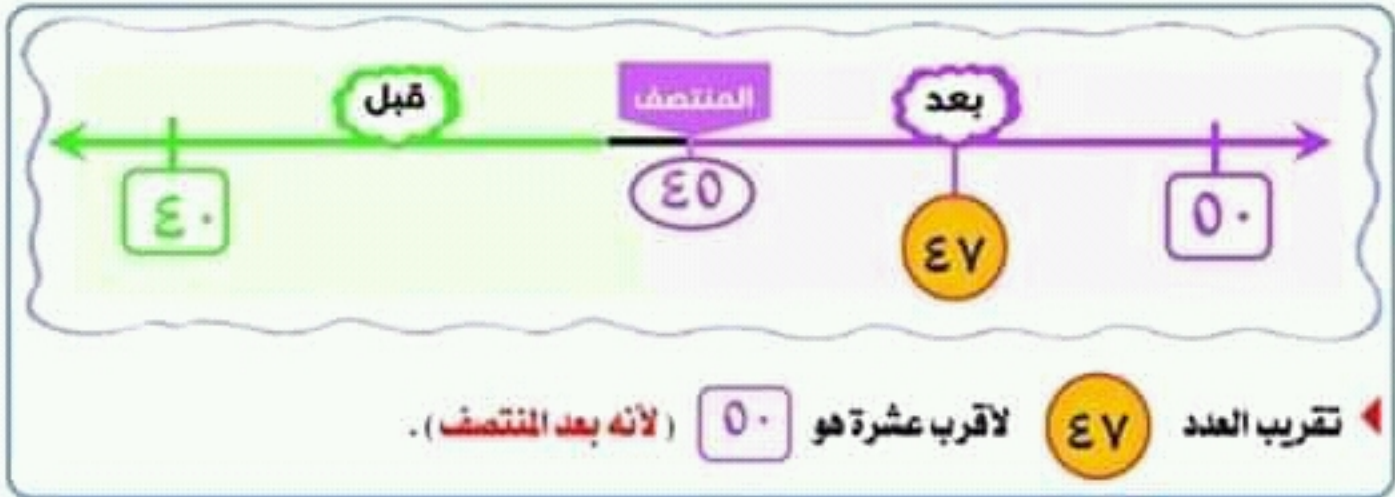 قبل المنتصف بعد
٤٠ ٤٥ ٤٧ ٥٠
تقريب العدد ٤٧ لأقرب عشرة هو ٥٠ (لأنه بعد المنتصف).